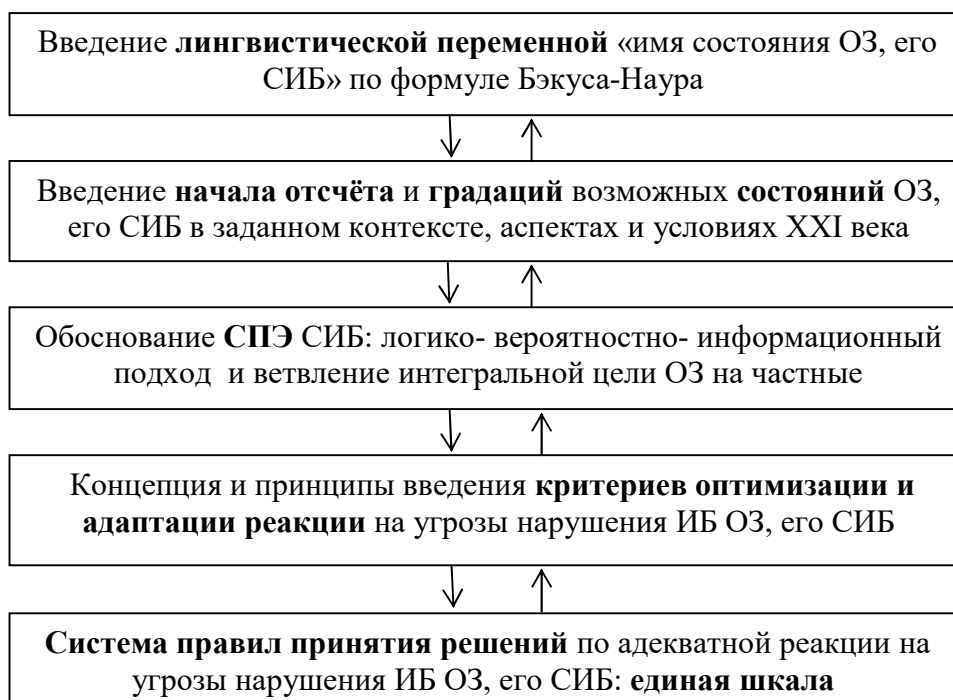 Введение лингвистической переменной «имя состояния ОЗ, его
СИБ» по формуле Бэкуса-Наура
Введение начала отсчёта и градаций возможных состояний ОЗ,
его СИБ в заданном контексте, аспектах и условиях XXI века
Обоснование СПЭ СИБ: логико- вероятностно- информационный
подход и ветвление интегральной цели ОЗ на частные
Концепция и принципы введения критериев оптимизации и
адаптации реакции на угрозы нарушения ИБ ОЗ, его СИБ
Система правил принятия решений по адекватной реакции на
угрозы нарушения ИБ ОЗ, его СИБ: единая шкала